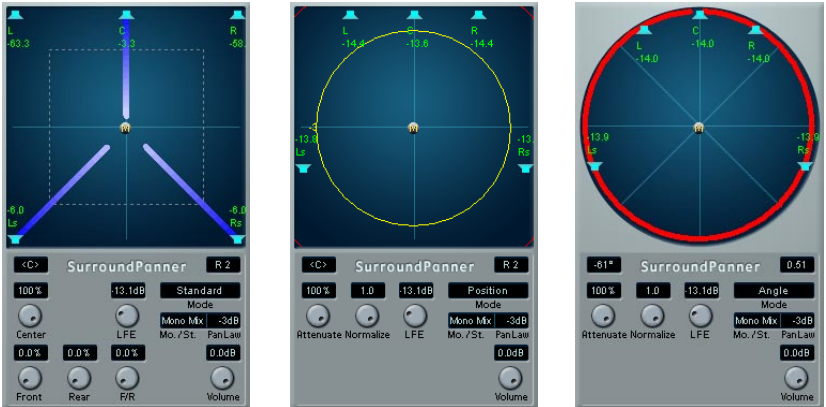 L C R
-63.3 -3.3 -58.
-6.0 -6.0
Ls Rs
M
<C> SurroundPanner R 2
100% -13.1dB Standard
Mode
Mono Mix -3dB
Center LFE Mo./St. PanLaw
0.0% 0.0% 0.0% 0.0dB
Front Rear F/R Volume
L C R
-14.4 -13.6 -14.4
-3
M
-13.8 -13.
Ls Rs
<C> SurroundPanner R 2
100% 1.0 -13.1dB Position
Mode
Mono Mix -3dB
Attenuate Normalize LFE Mo./St. PanLaw
0.0dB
Volume
L C R
-14.0 -14.0 -14.0
M
-13.9 -13.9
Ls Rs
-61° SurroundPanner 0.51
100% 1.0 -13.1dB Angle
Mode
Mono Mix -3dB
Attenuate Normalize LFE Mo./St. PanLaw
0.0dB
Volume